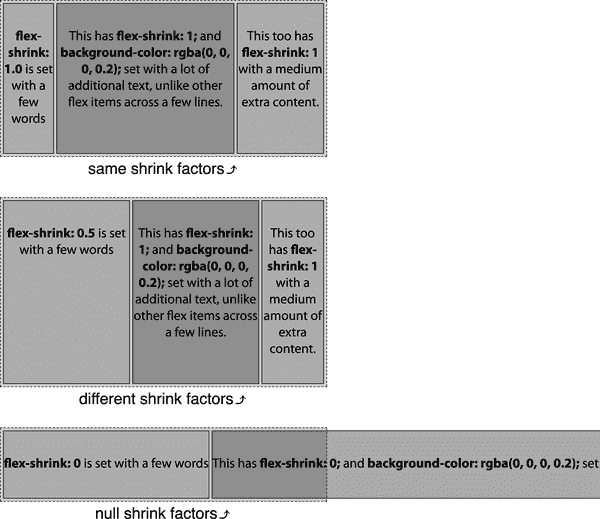 flex-
shrink:
1.0 is set
with a
few
words
This has flex-shrink: 1; and
background-color: rgba(0, 0,
0, 0.2); set with a lot of
additional text, unlike other
flex items across a few lines.
This too has
flex-shrink: 1
with a medium
amount of
extra content.
same shrink factors
flex-shrink: 0.5 is set
with a few words
This has flex-shrink:
1; and background-
color: rgba(0, 0, 0,
0.2); set with a lot of
additional text, unlike
other flex items across
a few lines.
This too
has flex-
shrink: 1
with a
medium
amount of
extra
content.
different shrink factors
flex-shrink: 0 is set with a few words
This has flex-shrink: 0; and background-color: rgba(0, 0, 0, 0.2); set
null shrink factors